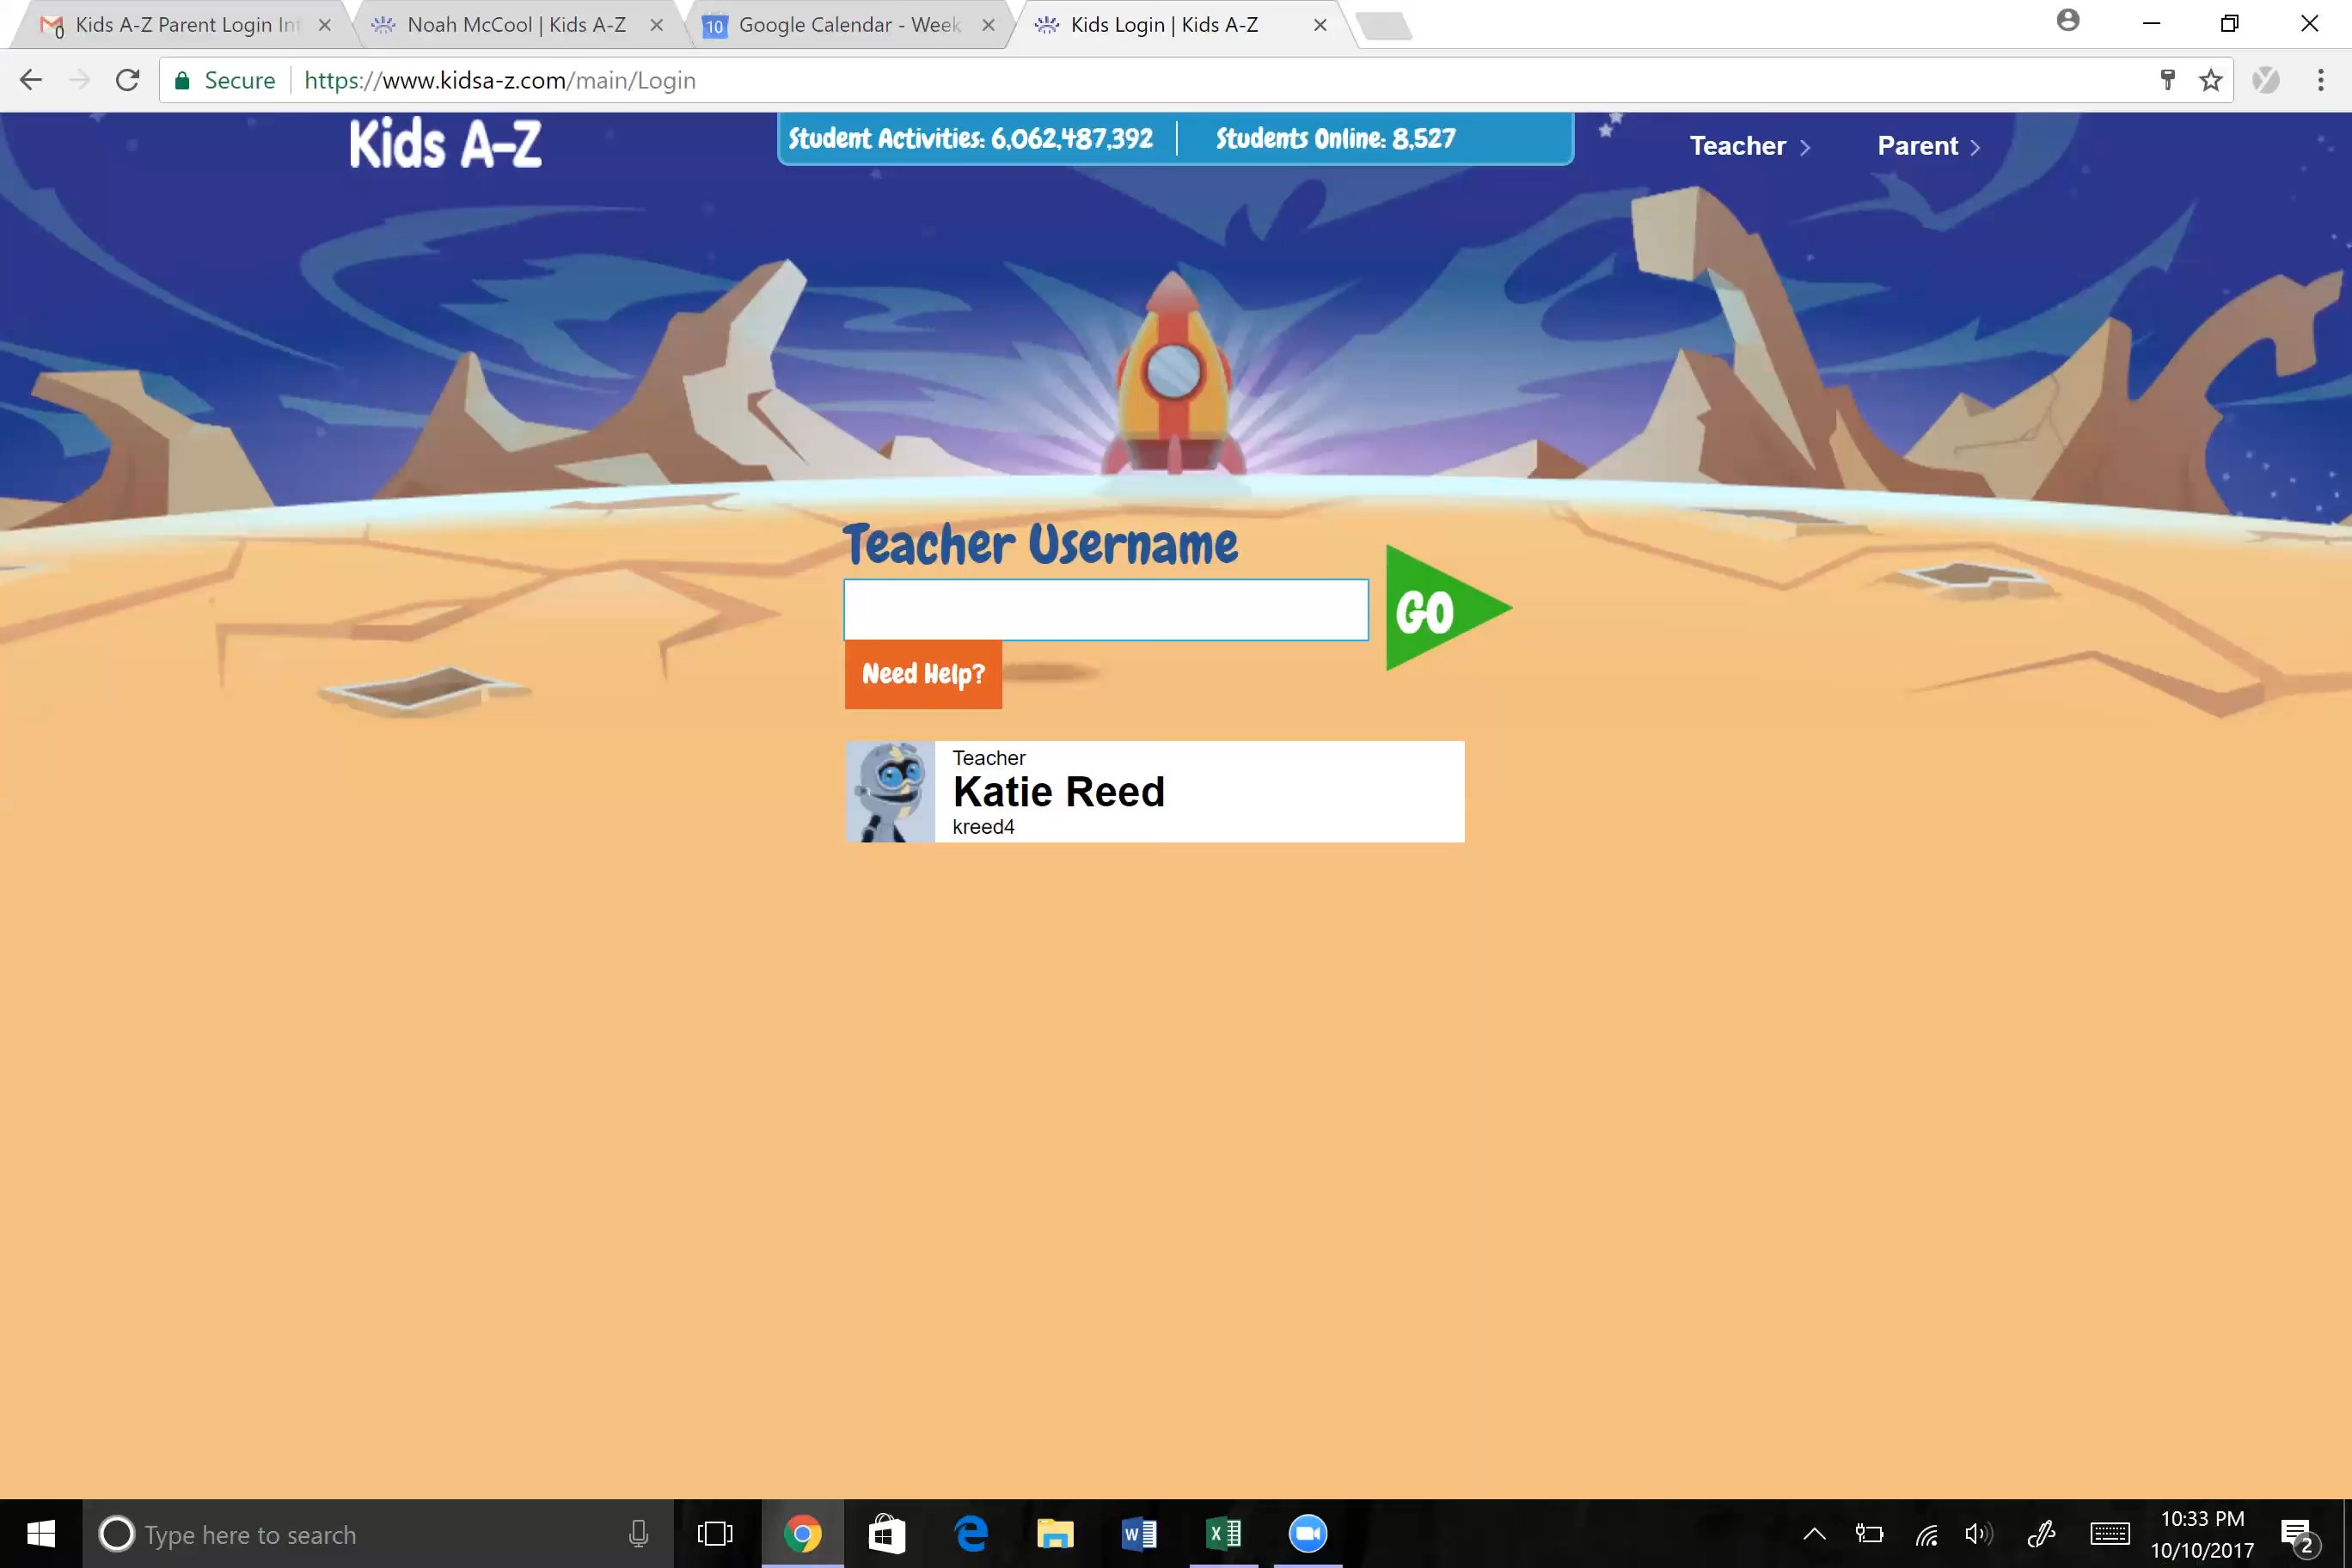 Kids A-Z Parent Login In
Noah McCool | Kids A-Z
10
Google Calendar - Week
Kids Login | Kids A-Z
Secure
https://www.kidsa-z.com/main/Login
Kids A-Z
Student Activities: 6,062,487,392
Students Online: 8,527
Teacher >
Parent >
Teacher Username
GO
Need Help?
Teacher
Katie Reed
kreed4
Type here to search
10:33 PM
10/10/2017
2